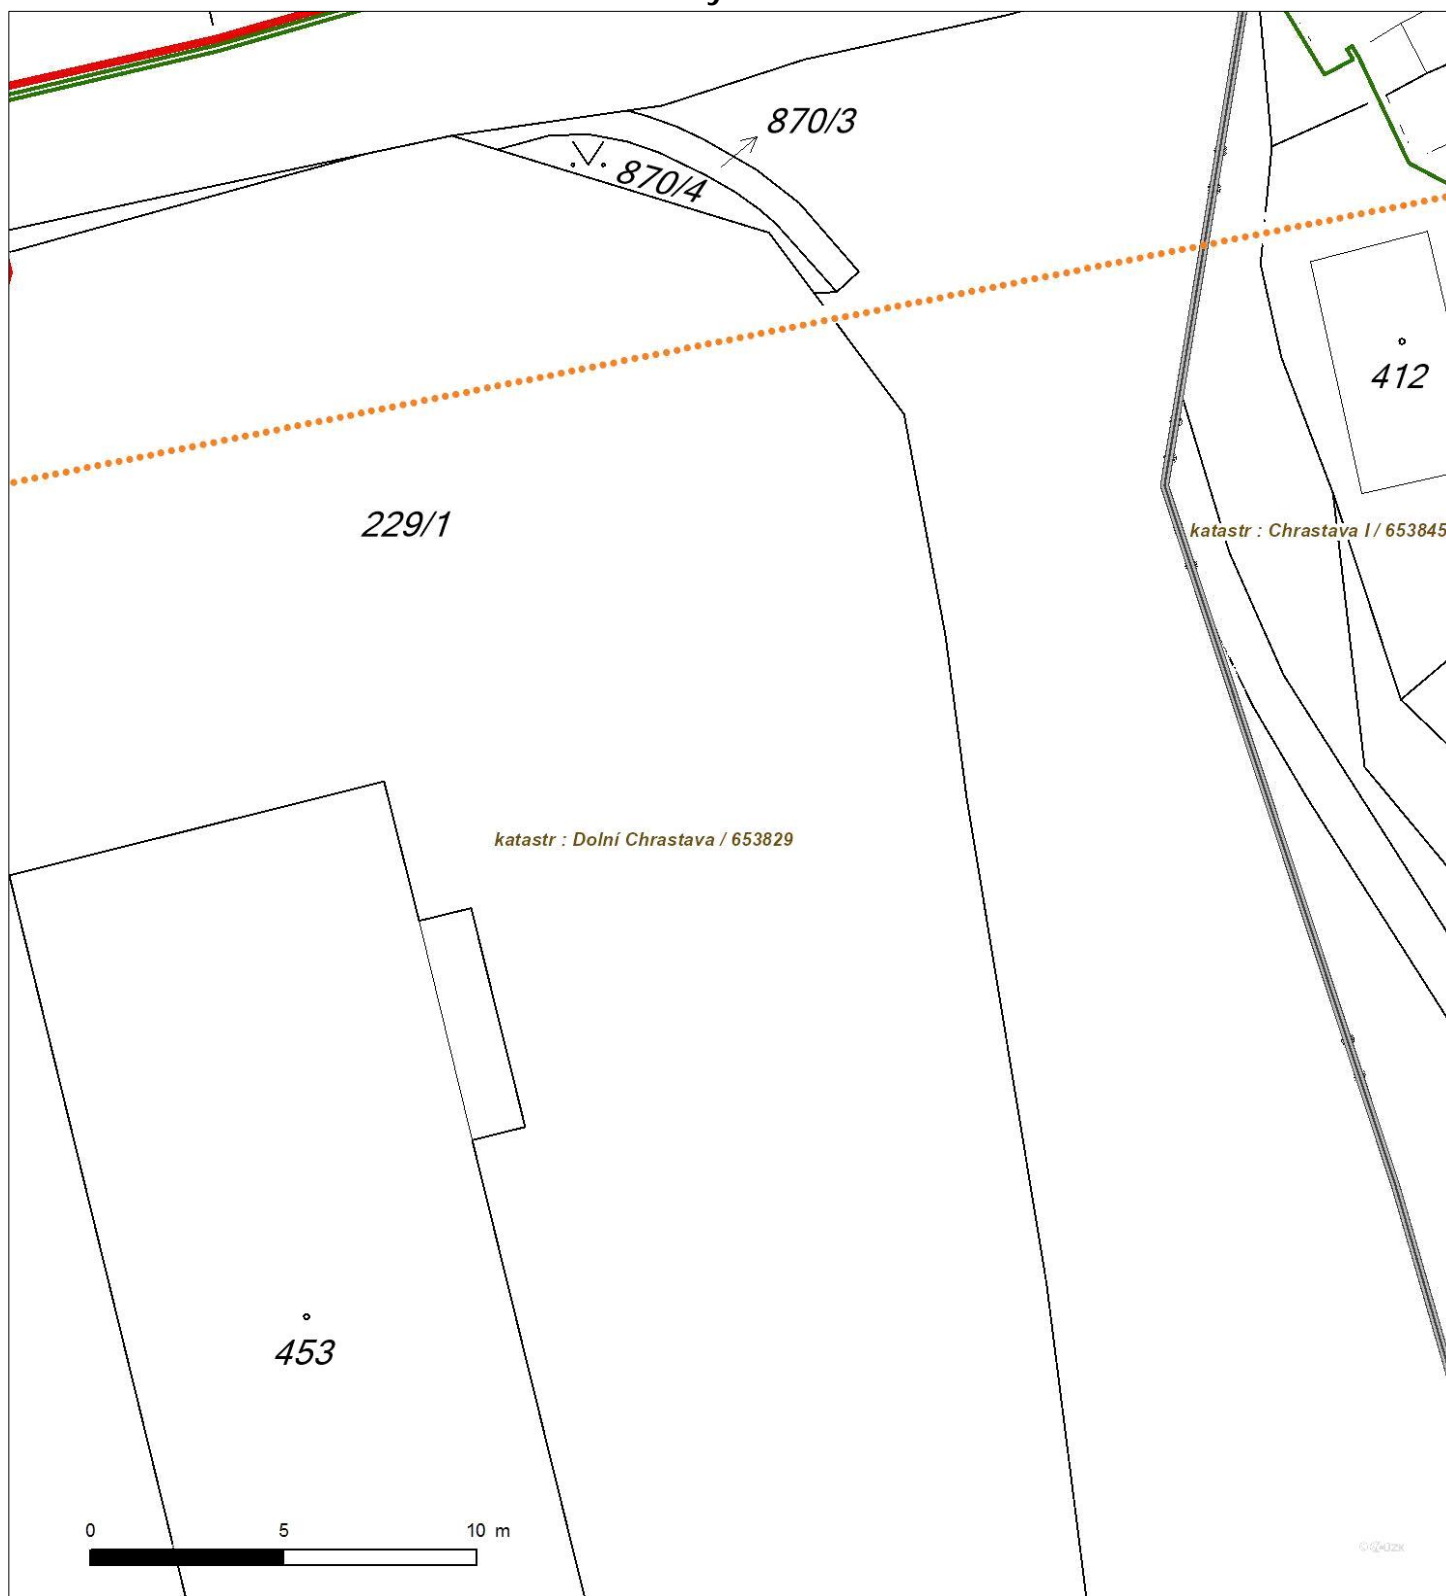 870/3
870/4
412
229/1
katastr : Chrastava I / 653845
katastr : Dolní Chrastava / 653829
453
0 5 10 m